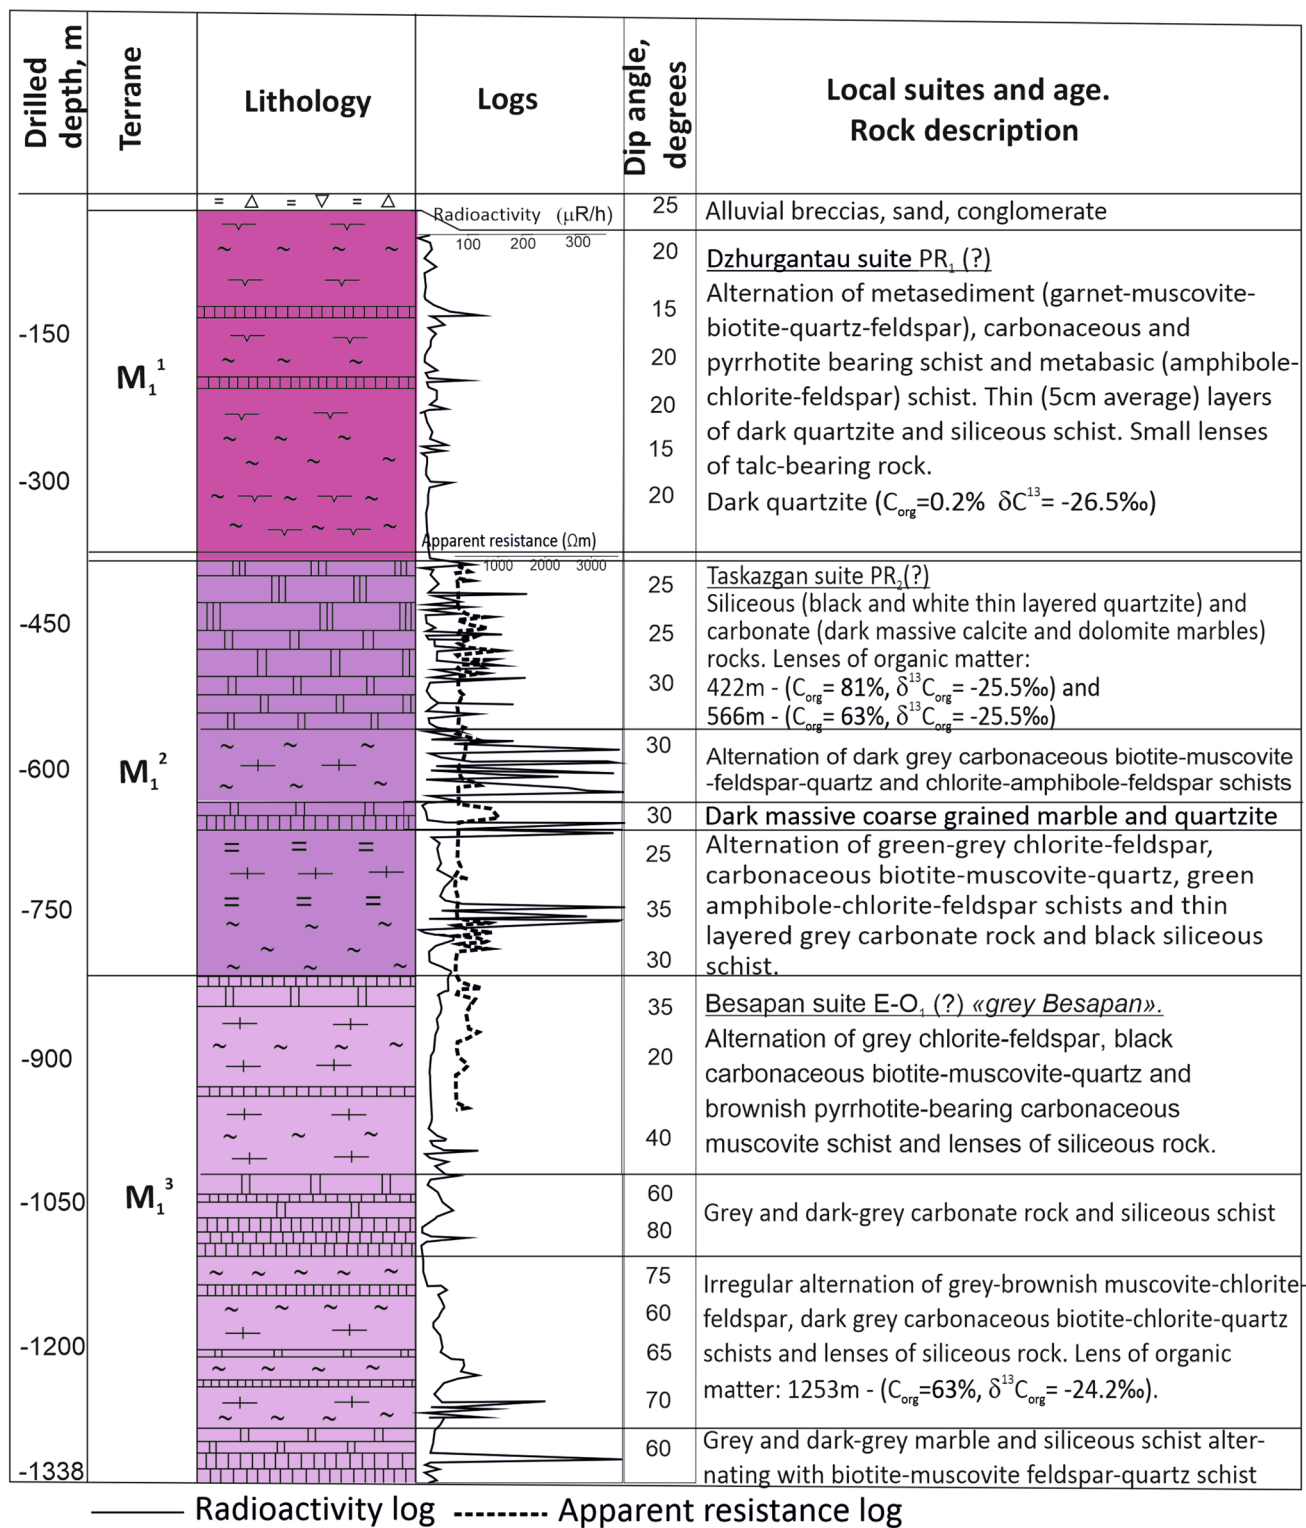 Drilled
depth, m
Terrane
Lithology
Logs
Dip angle,
degrees
Local suites and age.
Rock description
Radioactivity (μR/h)
100 200 300
25
Alluvial breccias, sand, conglomerate
M₁¹
-150
-300
20
15
20
20
15
20
Dzhurgantau suite PR₁ (?)
Alternation of metasediment (garnet-muscovite-
biotite-quartz-feldspar), carbonaceous and
pyrrhotite bearing schist and metabasic (amphibole-
chlorite-feldspar) schist. Thin (5cm average) layers
of dark quartzite and siliceous schist. Small lenses
of talc-bearing rock.
Dark quartzite (Corg=0.2% δC¹³= -26.5‰)
Apparent resistance (Ωm)
1000 2000 3000
M₁²
-450
-600
-750
25
25
30
Taskazgan suite PR₂(?)
Siliceous (black and white thin layered quartzite) and
carbonate (dark massive calcite and dolomite marbles)
rocks. Lenses of organic matter:
422m - (Corg= 81%, δ¹³Corg= -25.5‰) and
566m - (Corg= 63%, δ¹³Corg= -25.5‰)
30
Alternation of dark grey carbonaceous biotite-muscovite
-feldspar-quartz and chlorite-amphibole-feldspar schists
30
Dark massive coarse grained marble and quartzite
25
35
30
Alternation of green-grey chlorite-feldspar,
carbonaceous biotite-muscovite-quartz, green
amphibole-chlorite-feldspar schists and thin
layered grey carbonate rock and black siliceous
schist.
M₁³
-900
-1050
-1200
-1338
35
20
40
Besapan suite E-O₁ (?) «grey Besapan».
Alternation of grey chlorite-feldspar, black
carbonaceous biotite-muscovite-quartz and
brownish pyrrhotite-bearing carbonaceous
muscovite schist and lenses of siliceous rock.
60
80
Grey and dark-grey carbonate rock and siliceous schist
75
60
65
70
Irregular alternation of grey-brownish muscovite-chlorite-
feldspar, dark grey carbonaceous biotite-chlorite-quartz
schists and lenses of siliceous rock. Lens of organic
matter: 1253m - (Corg=63%, δ¹³Corg= -24.2‰).
60
Grey and dark-grey marble and siliceous schist alter-
nating with biotite-muscovite feldspar-quartz schist
Radioactivity log
Apparent resistance log